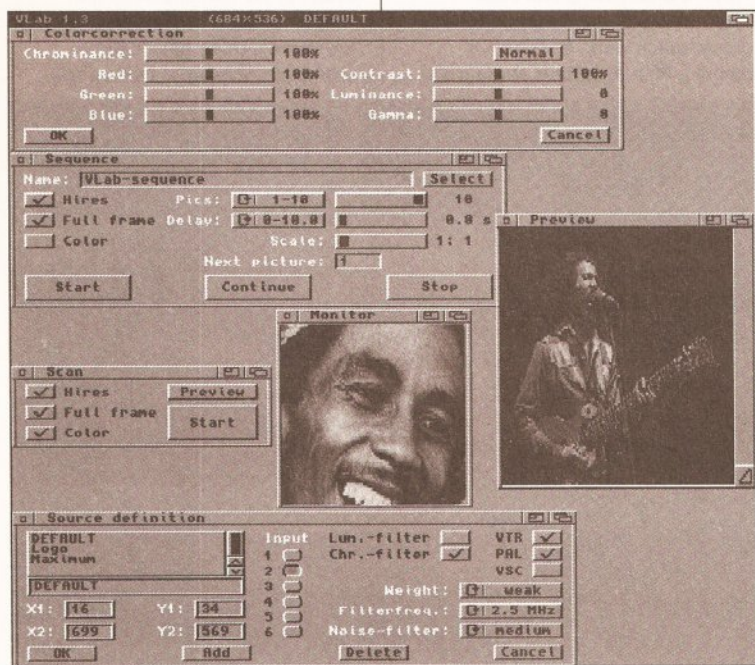 VLab 1.3 (684×536) DEFAULT
Colorcorrection
Chrominance: 100% Normal
Red: 100% Contrast: 100%
Green: 100% Luminance: 0
Blue: 100% Gamma: 0
OK Cancel
Sequence
Name: VLab-sequence Select
Hires Pics: 1-10 10
Full frame Delay: 0-10.0 0.0 s
Color Scale: 1: 1
Next picture: 1
Start Continue Stop
Preview
Monitor
Scan
Hires Preview
Full frame
Color Start
Source definition
DEFAULT
Logo
Maximum
DEFAULT
X1: 16 Y1: 34
X2: 699 Y2: 569
OK Add Delete Cancel
Input
1
2
3
4
5
6
Lum.-filter VTR
Chr.-filter PAL
VSC
Weight: weak
Filterfreq.: 2.5 MHz
Noise-filter: medium